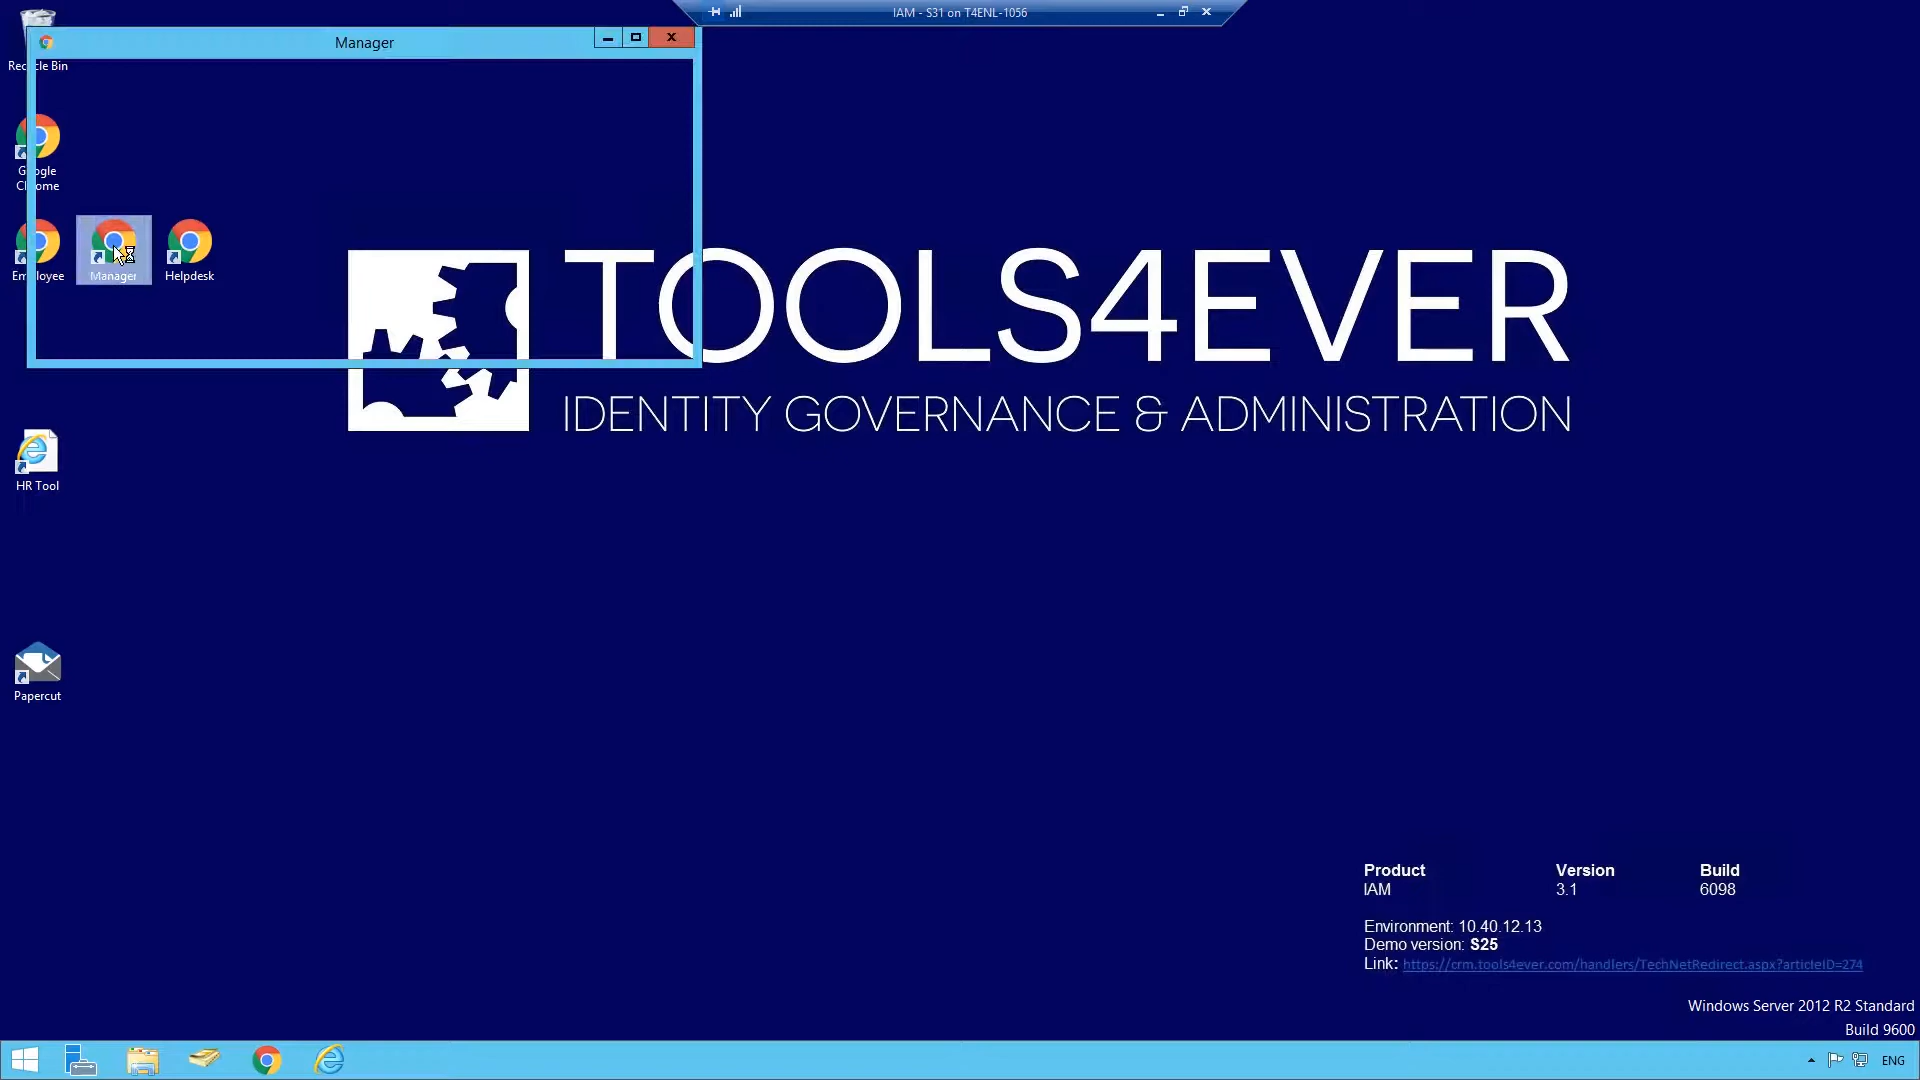 IAM - S31 on T4ENL-1056
Manager
Recycle Bin
Google
Chrome
Employee
Manager
Helpdesk
TOOLS4EVER
IDENTITY GOVERNANCE & ADMINISTRATION
HR Tool
Papercut
Product Version Build
IAM 3.1 6098
Environment: 10.40.12.13
Demo version: S25
Link: https://crm.tools4ever.com/handlers/TechNetRedirect.aspx?articleID=274
Windows Server 2012 R2 Standard
Build 9600
ENG